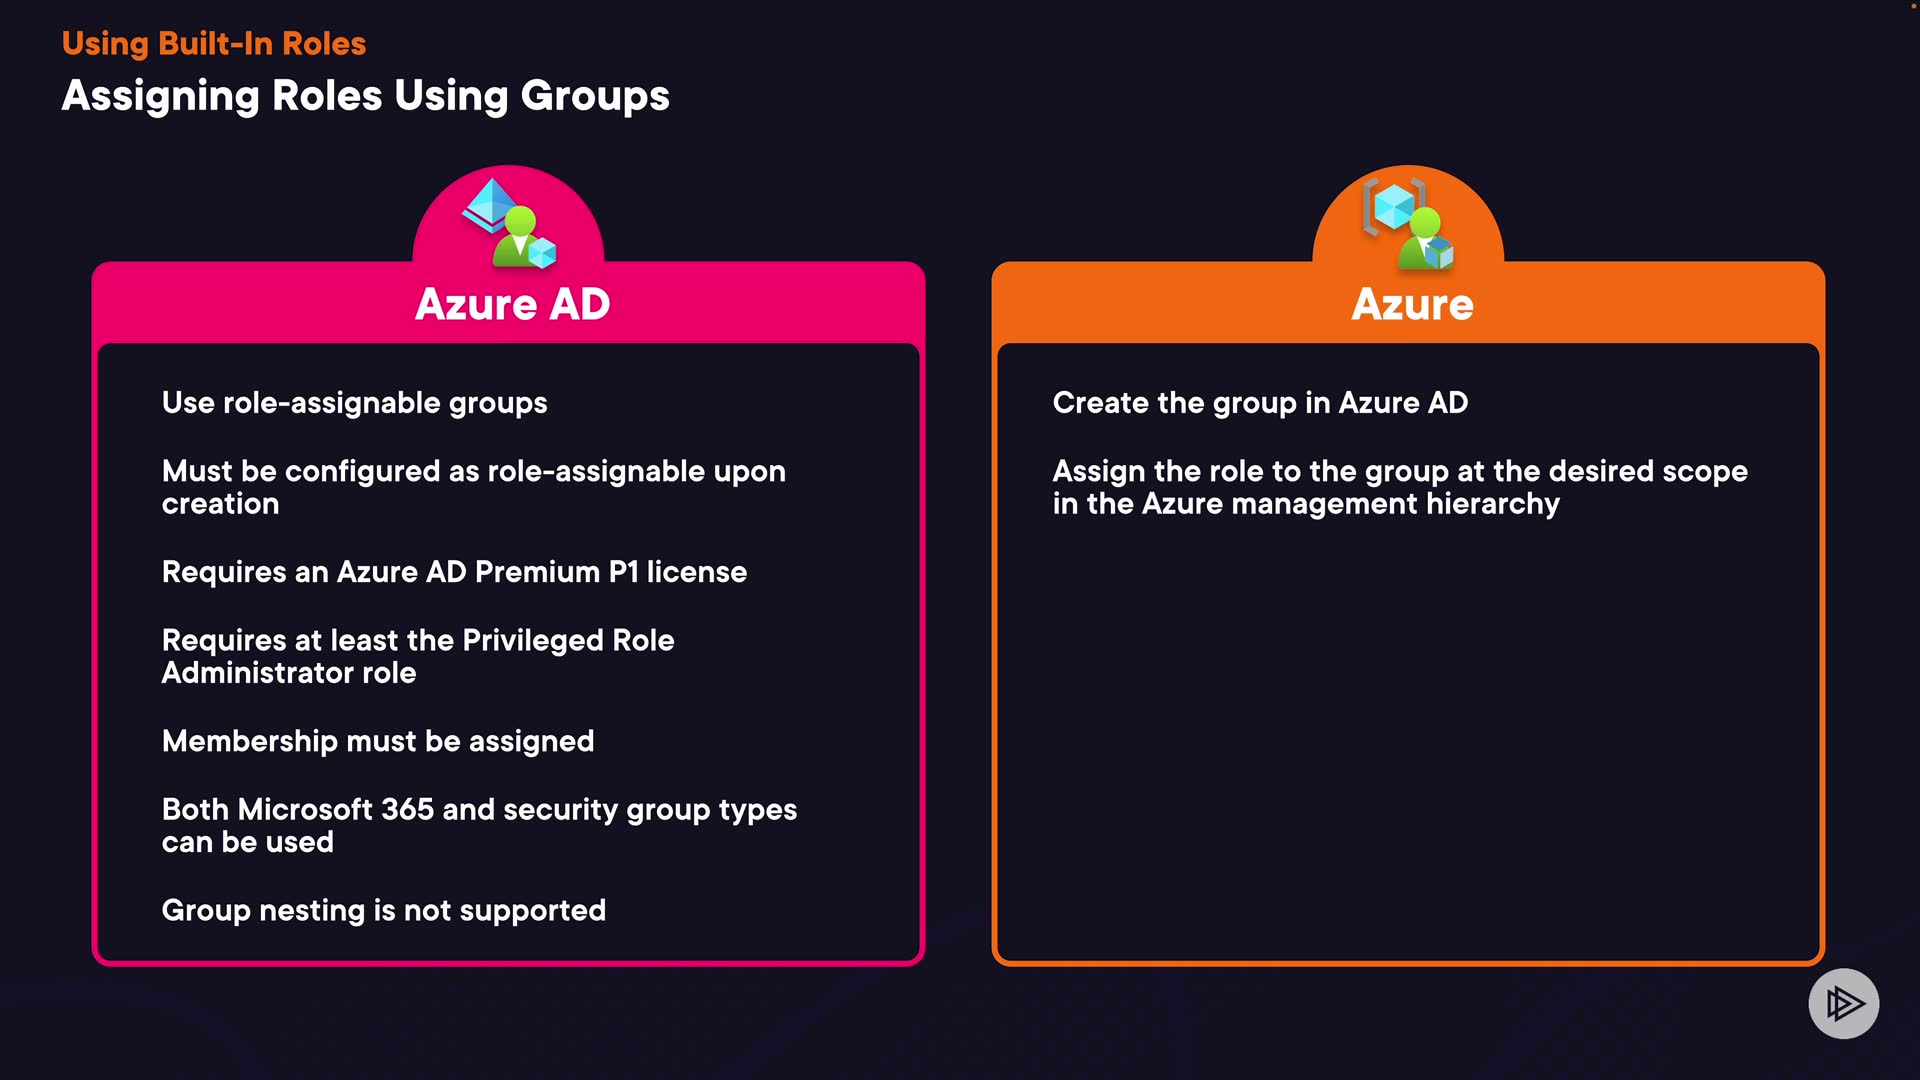 Using Built-In Roles
Assigning Roles Using Groups
Azure AD
Use role-assignable groups
Must be configured as role-assignable upon
creation
Requires an Azure AD Premium P1 license
Requires at least the Privileged Role
Administrator role
Membership must be assigned
Both Microsoft 365 and security group types
can be used
Group nesting is not supported
Azure
Create the group in Azure AD
Assign the role to the group at the desired scope
in the Azure management hierarchy